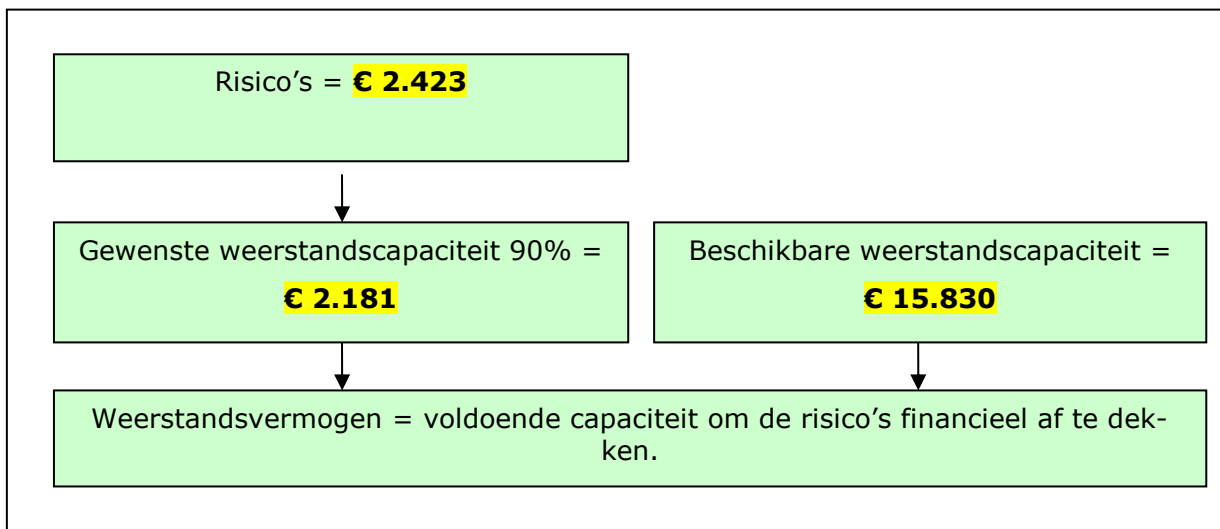 Risico’s = € 2.423
Gewenste weerstandscapaciteit 90% =
€ 2.181
Beschikbare weerstandscapaciteit =
€ 15.830
Weerstandsvermogen = voldoende capaciteit om de risico’s financieel af te dek-
ken.